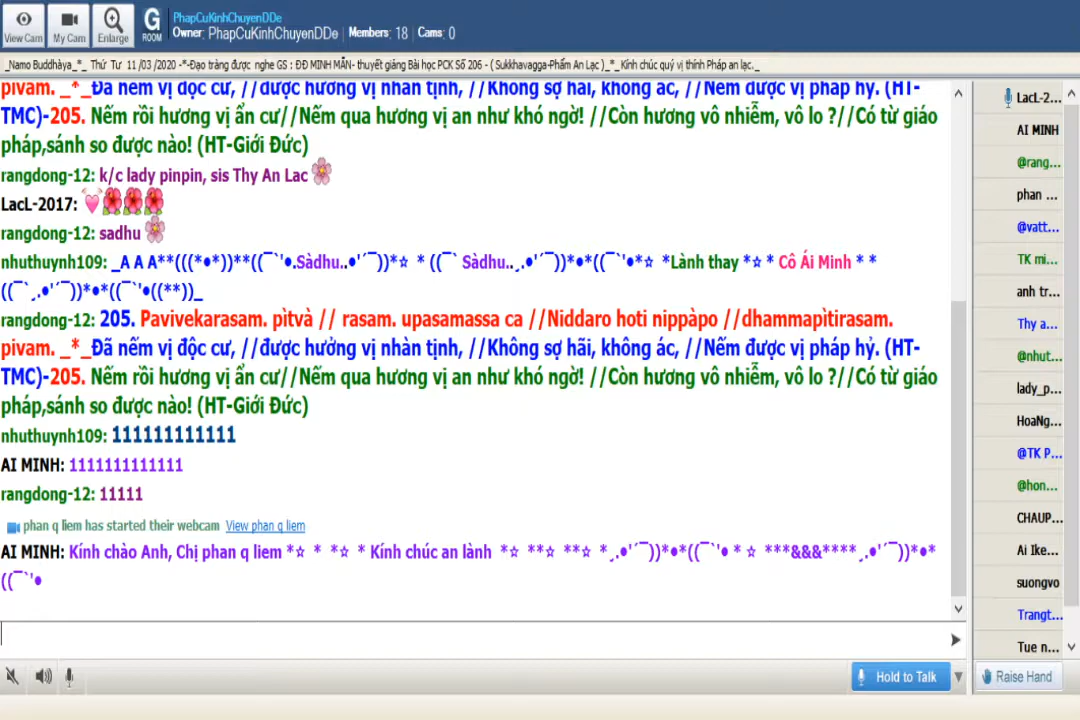 View Cam My Cam Enlarge G ROOM PhapCuKinhChuyenDDe
Owner: PhapCuKinhChuyenDDe Members: 18 Cams: 0
_Namo Buddhàya_*_ Thứ Tư 11 /03 /2020 -*-Đạo tràng được nghe GS : ĐĐ MINH MẪN- thuyết giảng Bài học PCK Số 206 - ( Sukkhavagga-Phẩm An Lạc )_*_Kính chúc quý vị thính Pháp an lạc._
pivam. _*_Đã nếm vị độc cư, //được hưởng vị nhàn tịnh, //Không sợ hãi, không ác, //Nếm được vị pháp hỷ. (HT-
TMC)-205. Nếm rồi hương vị ẩn cư//Nếm qua hương vị an như khó ngờ! //Còn hương vô nhiễm, vô lo ?//Có từ giáo
pháp,sánh so được nào! (HT-Giới Đức)
rangdong-12: k/c lady pinpin, sis Thy An Lac
LacL-2017:
rangdong-12: sadhu
nhuthuynh109: _A A A**(((*•*))**((¯`'•.Sàdhu..•'´¯))*☆ * ((¯` Sàdhu..¸.•'´¯))*•*((¯`'•*☆ *Lành thay *☆ * Cô Ái Minh * *
((¯`¸.•'´¯))*•*((¯`'•((**))_
rangdong-12: 205. Pavivekarasam. pìtvà // rasam. upasamassa ca //Niddaro hoti nippàpo //dhammapìtirasam.
pivam. _*_Đã nếm vị độc cư, //được hưởng vị nhàn tịnh, //Không sợ hãi, không ác, //Nếm được vị pháp hỷ. (HT-
TMC)-205. Nếm rồi hương vị ẩn cư//Nếm qua hương vị an như khó ngờ! //Còn hương vô nhiễm, vô lo ?//Có từ giáo
pháp,sánh so được nào! (HT-Giới Đức)
nhuthuynh109: 111111111111
AI MINH: 1111111111111
rangdong-12: 11111
phan q liem has started their webcam View phan q liem
AI MINH: Kính chào Anh, Chị phan q liem *☆ * *☆ * Kính chúc an lành *☆ **☆ **☆ *¸.•'´¯))*•*((¯`'• * ☆ ***&&&****¸.•'´¯))*•*
((¯`'•
LacL-2...
AI MINH
@rang...
phan ...
@vatt...
TK mi...
anh tr...
Thy a...
@nhut...
lady_p...
HoaNg...
@TK P...
@hon...
CHAUP...
Ai Ike...
suongvo
Trangt...
Tue n...
Hold to Talk Raise Hand